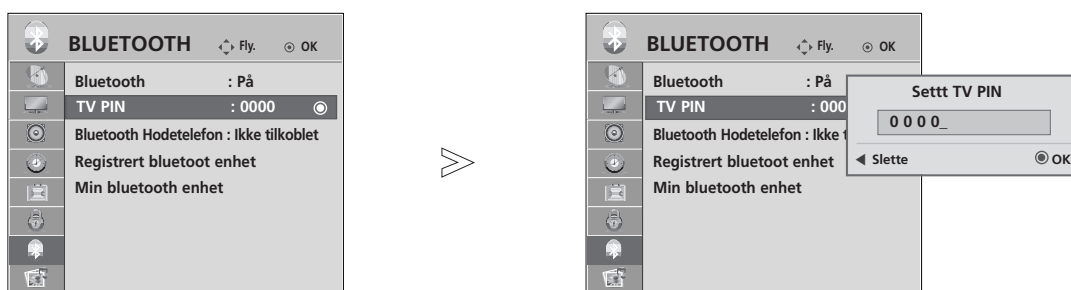 BLUETOOTH Fly. OK
Bluetooth : På
TV PIN : 0000
Bluetooth Hodetelefon : Ikke tilkoblet
Registrert bluetoot enhet
Min bluetooth enhet
BLUETOOTH Fly. OK
Bluetooth : På
TV PIN : 000
Bluetooth Hodetelefon : Ikke t
Registrert bluetoot enhet
Min bluetooth enhet
Settt TV PIN
0 0 0 0_
◀ Slette OK